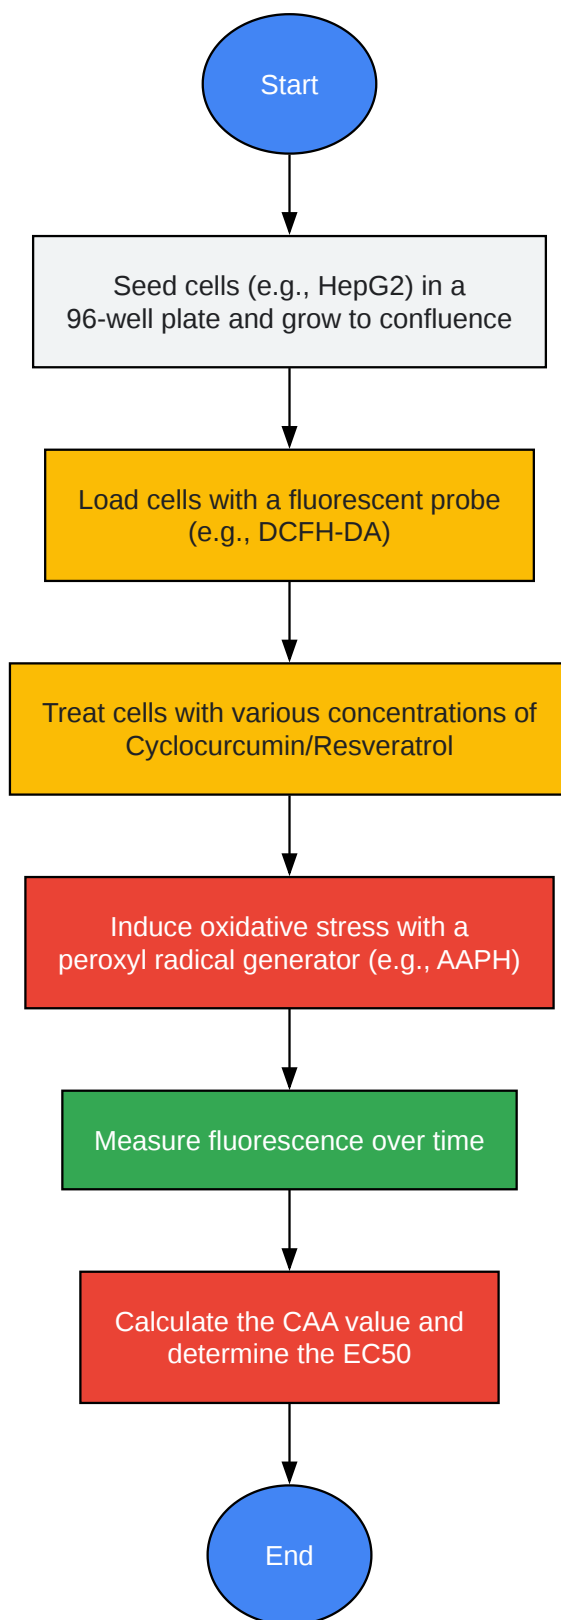 Start
Seed cells (e.g., HepG2) in a
96-well plate and grow to confluence
Load cells with a fluorescent probe
(e.g., DCFH-DA)
Treat cells with various concentrations of
Cyclocurcumin/Resveratrol
Induce oxidative stress with a
peroxyl radical generator (e.g., AAPH)
Measure fluorescence over time
Calculate the CAA value and
determine the EC50
End